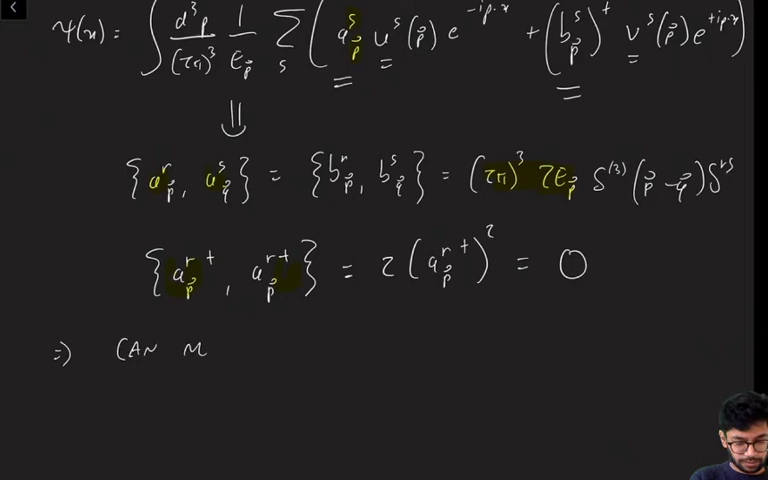 Ψ(x) = ∫ d³p/(2π)³ 1/E_p⃗ Σ_s ( a^s_p⃗ u^s(p⃗) e^{-ip·x} + (b^s_p⃗)^† v^s(p⃗) e^{+ip·x} )
⇓
{a^r_p⃗, a^s_q⃗} = {b^r_p⃗, b^s_q⃗} = (2π)³ 2E_p⃗ δ^(3)(p⃗ - q⃗) δ^rs
{a^r†_p⃗, a^r†_p⃗} = 2(a^r†_p⃗)² = 0
⇒ CAN M